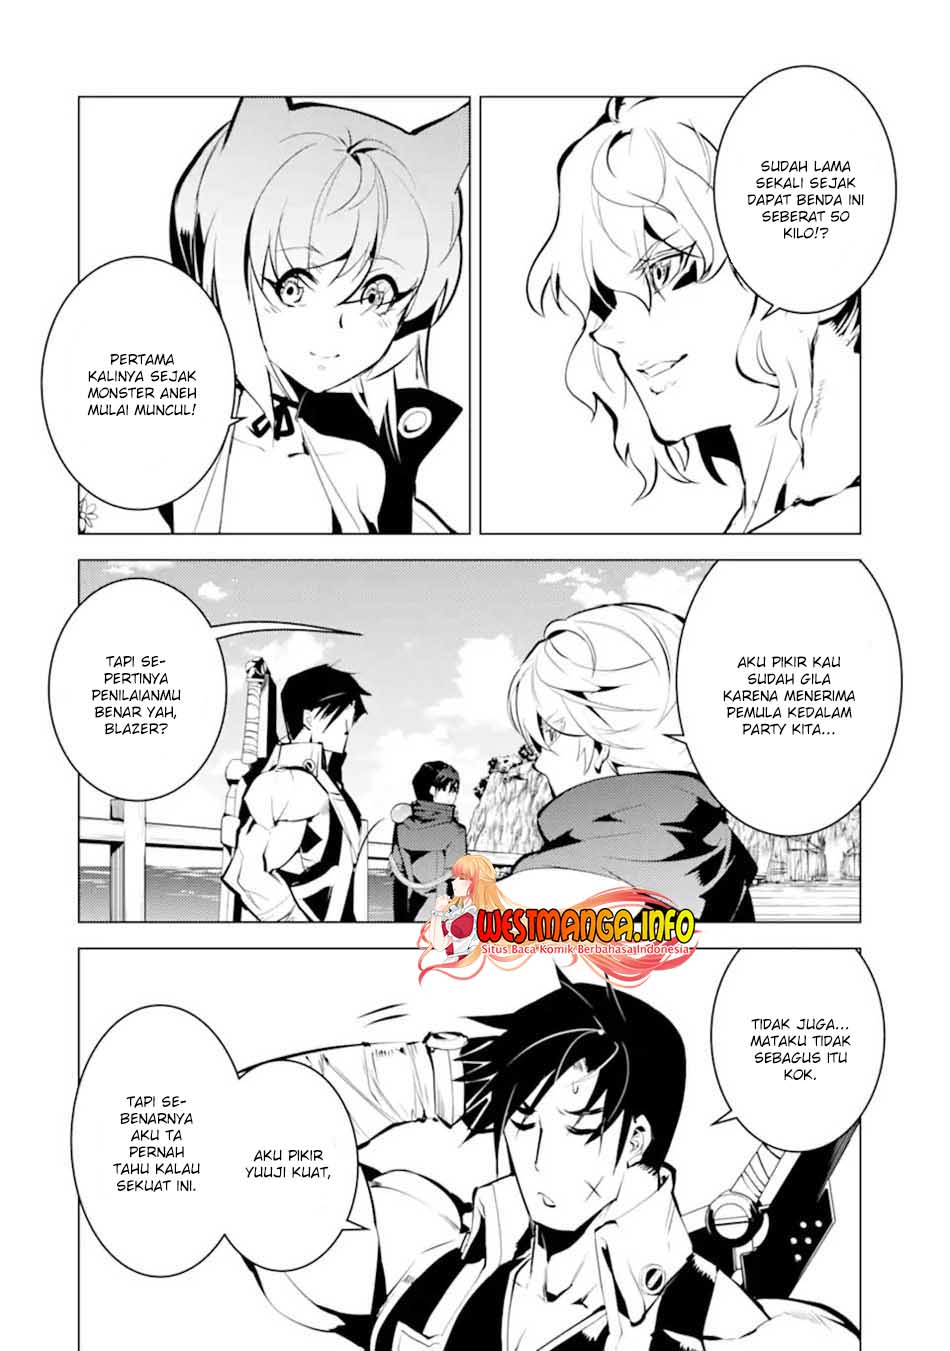 SUDAH LAMA
SEKALI SEJAK
DAPAT BENDA INI
SEBERAT 50
KILO!?
PERTAMA
KALINYA SEJAK
MONSTER ANEH
MULAI MUNCUL!
AKU PIKIR KAU
SUDAH GILA
KARENA MENERIMA
PEMULA KEDALAM
PARTY KITA...
TAPI SE-
PERTINYA
PENILAIANMU
BENAR YAH,
BLAZER?
WESTMANGA.INFO
Situs Baca Komik Berbahasa Indonesia
TIDAK JUGA...
MATAKU TIDAK
SEBAGUS ITU
KOK.
AKU PIKIR
YUUJI KUAT,
TAPI SE-
BENARNYA
AKU TA
PERNAH
TAHU KALAU
SEKUAT INI.